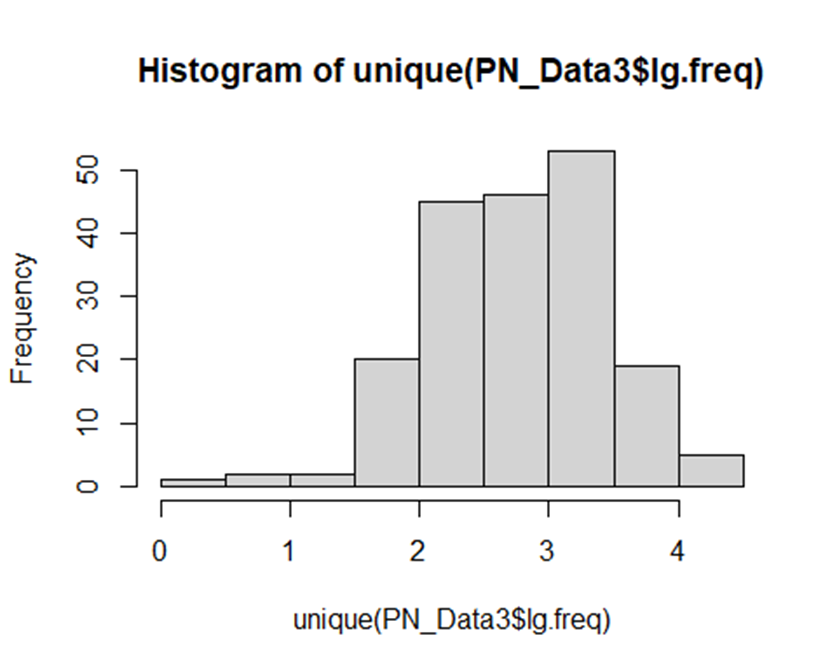 Histogram of unique(PN_Data3$lg.freq)
Frequency
50
40
30
20
10
0
0 1 2 3 4
unique(PN_Data3$lg.freq)